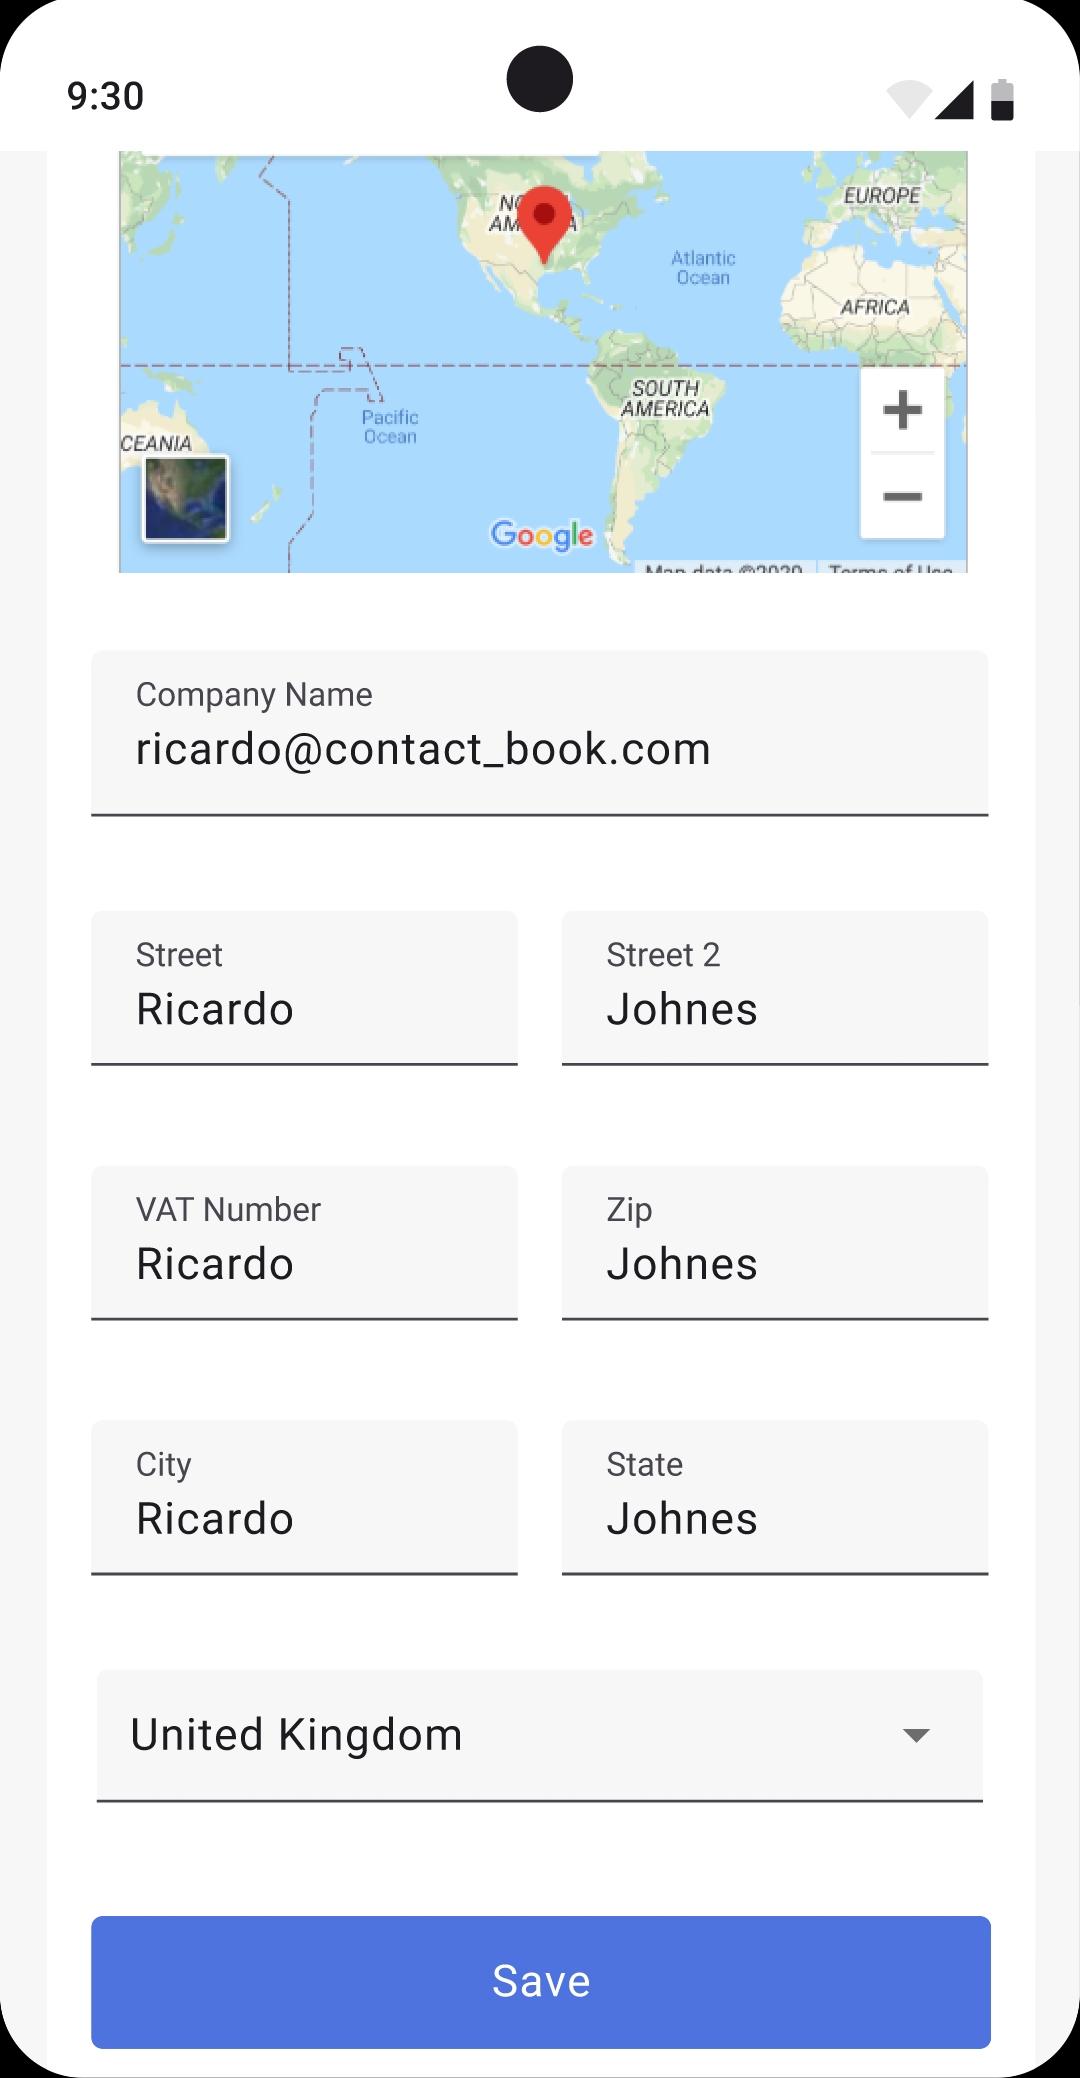 9:30
EUROPE
Atlantic
Ocean
AFRICA
SOUTH
AMERICA
Pacific
Ocean
CEANIA
Google
Map data ©2020 Terms of Use
Company Name
ricardo@contact_book.com
Street
Ricardo
Street 2
Johnes
VAT Number
Ricardo
Zip
Johnes
City
Ricardo
State
Johnes
United Kingdom
Save